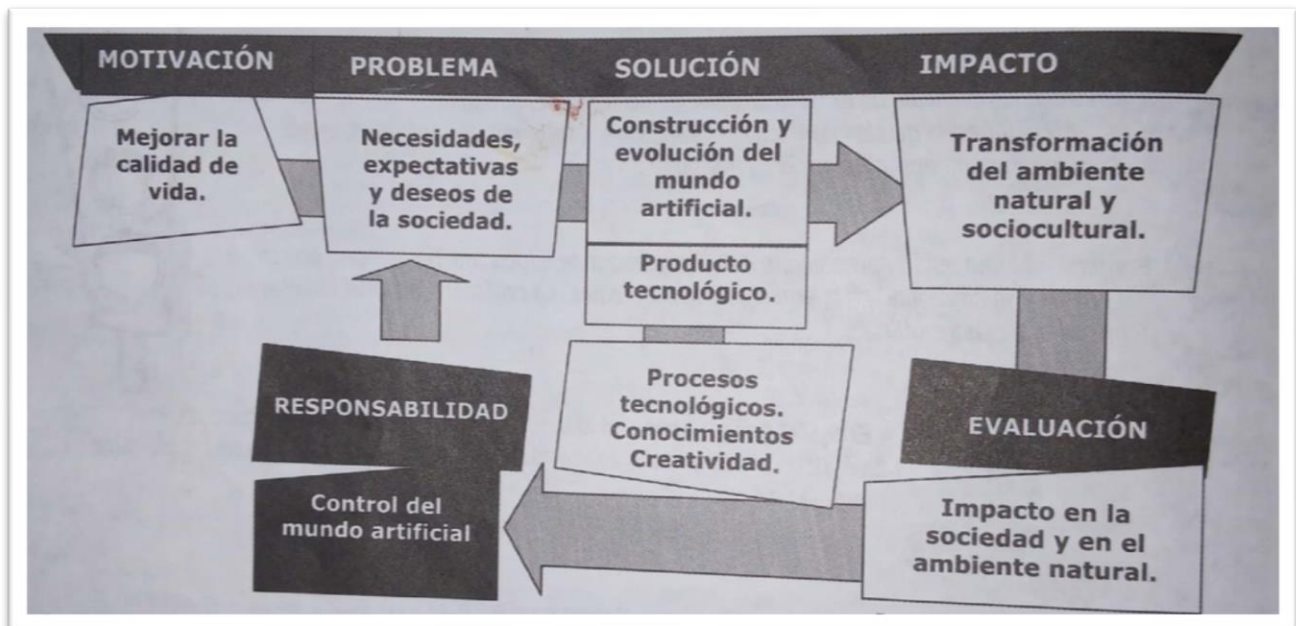 MOTIVACIÓN
PROBLEMA
SOLUCIÓN
IMPACTO
Mejorar la
calidad de
vida.
Necesidades,
expectativas
y deseos de
la sociedad.
Construcción y
evolución del
mundo
artificial.
Producto
tecnológico.
Transformación
del ambiente
natural y
sociocultural.
RESPONSABILIDAD
Control del
mundo artificial
Procesos
tecnológicos.
Conocimientos
Creatividad.
EVALUACIÓN
Impacto en la
sociedad y en el
ambiente natural.